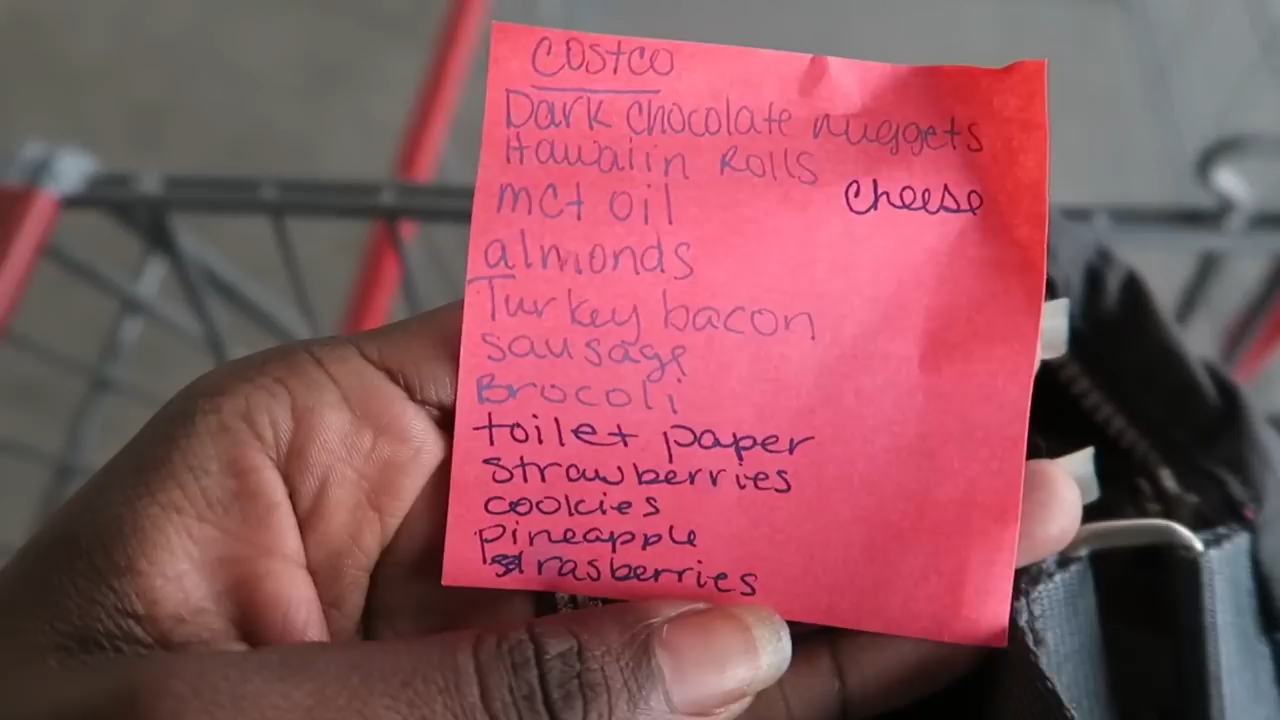 Costco
Dark chocolate nuggets
Hawaiin Rolls
mct oil
cheese
almonds
Turkey bacon
sausage
Brocoli
toilet paper
strawberries
cookies
pineapple
rasberries